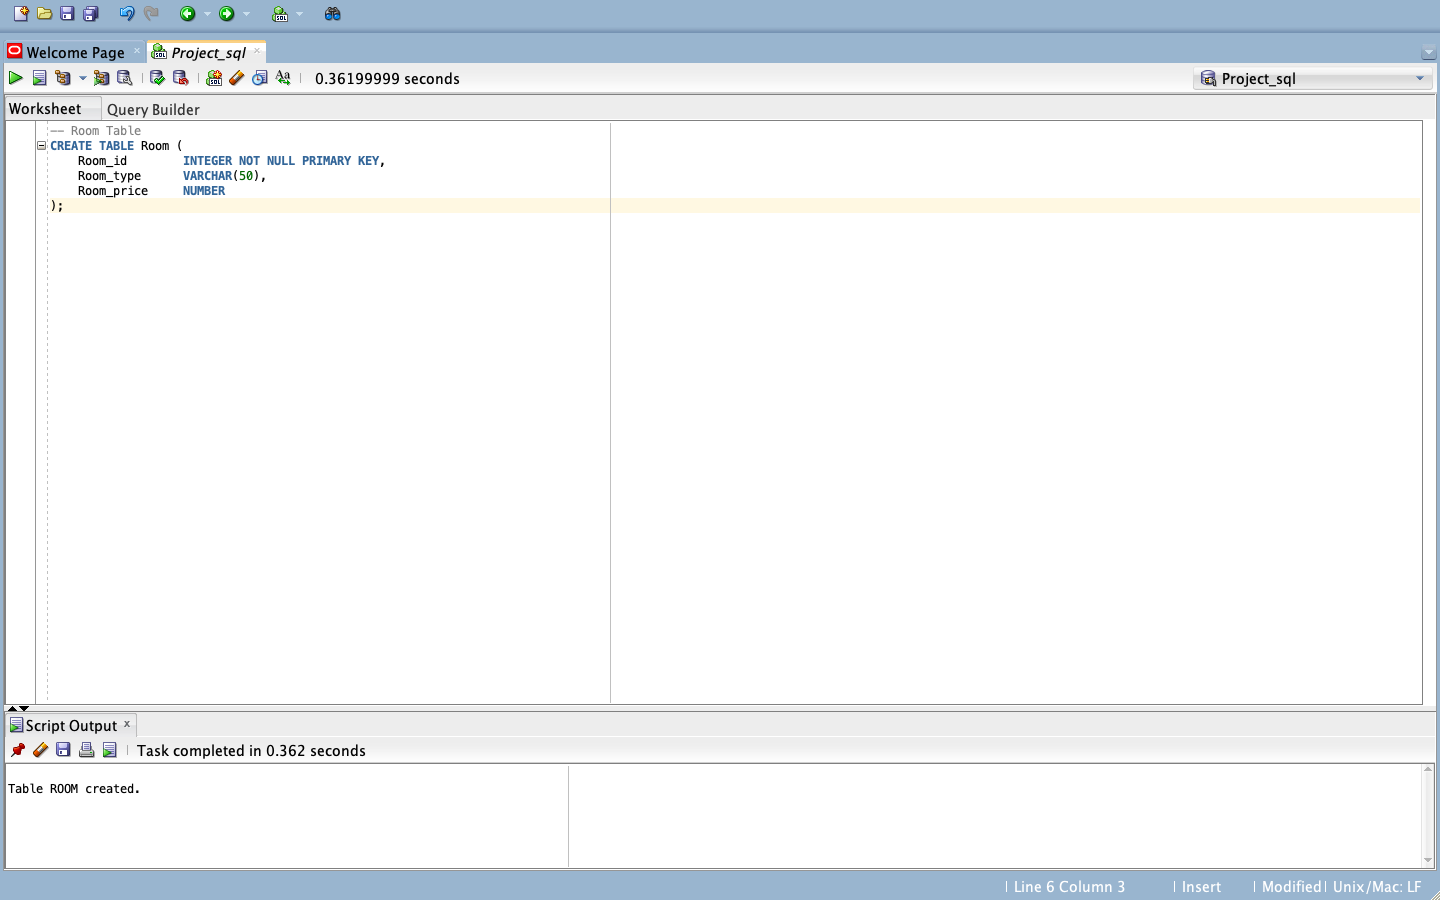 Welcome Page
Project_sql
0.36199999 seconds
Project_sql
Worksheet
Query Builder
-- Room Table
CREATE TABLE Room (
Room_id INTEGER NOT NULL PRIMARY KEY,
Room_type VARCHAR(50),
Room_price NUMBER
);
Script Output
Task completed in 0.362 seconds
Table ROOM created.
Line 6 Column 3
Insert
Modified
Unix/Mac: LF